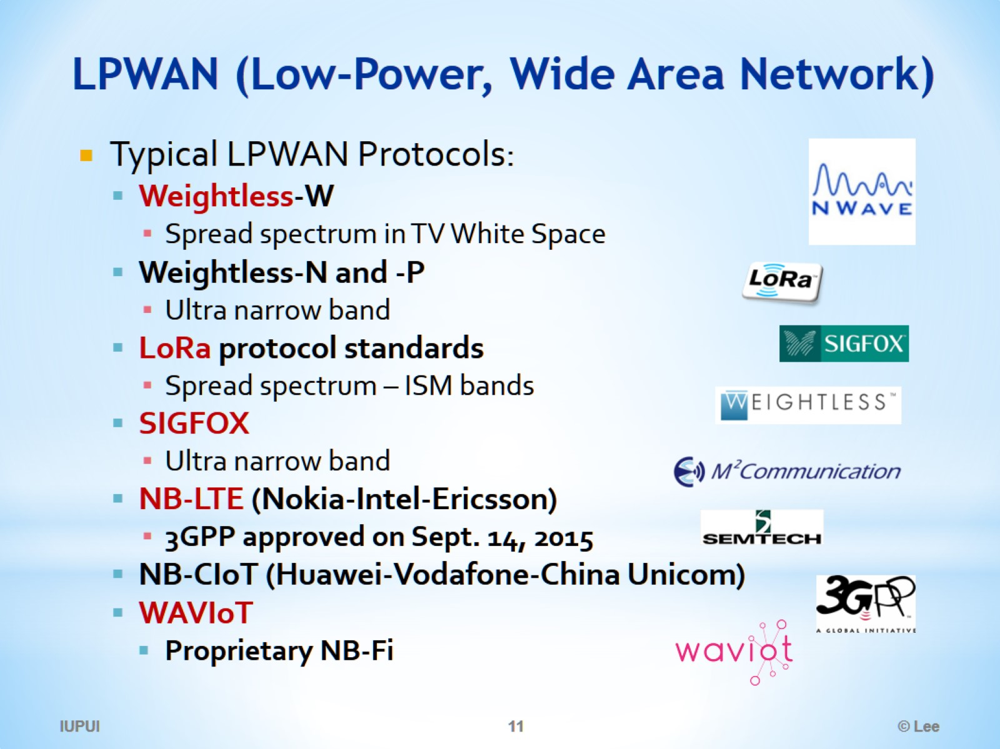 LPWAN (Low-Power, Wide Area Network)
Typical LPWAN Protocols:
Weightless-W
Spread spectrum in TV White Space
Weightless-N and -P
Ultra narrow band
LoRa protocol standards
Spread spectrum – ISM bands
SIGFOX
Ultra narrow band
NB-LTE (Nokia-Intel-Ericsson)
3GPP approved on Sept. 14, 2015
NB-CIoT (Huawei-Vodafone-China Unicom)
WAVIoT
Proprietary NB-Fi
NWAVE
LoRa™
SIGFOX™
WEIGHTLESS™
M²Communication
SEMTECH
3GPP™
A GLOBAL INITIATIVE
waviot
IUPUI
11
© Lee